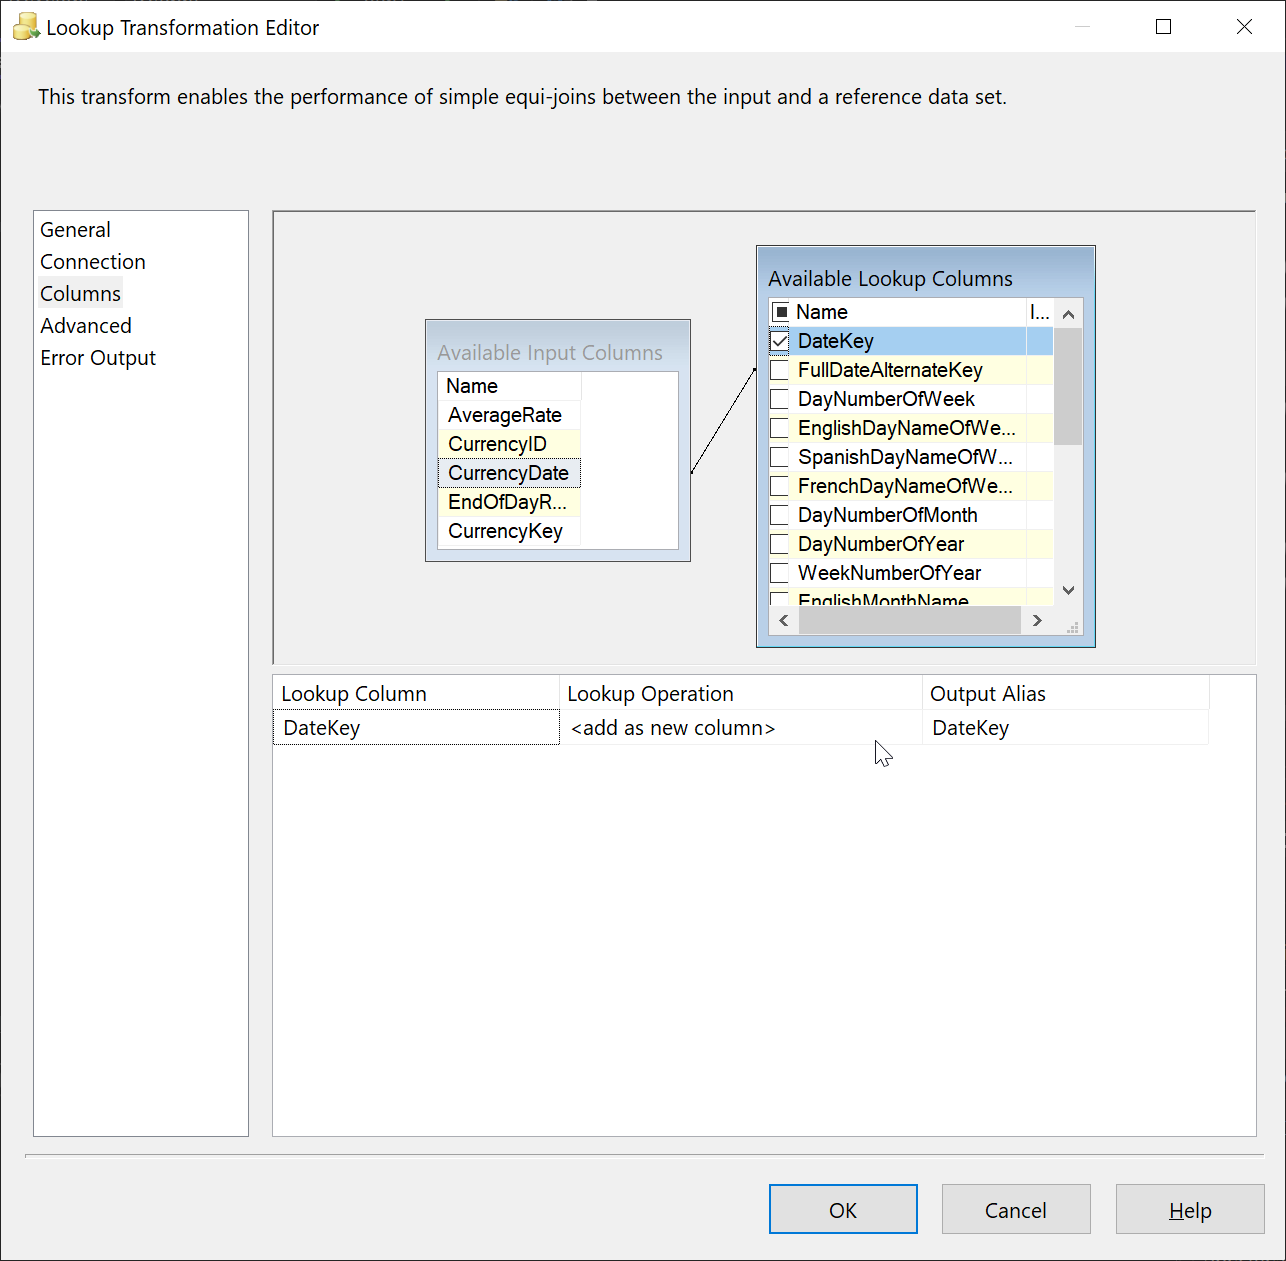 Lookup Transformation Editor
This transform enables the performance of simple equi-joins between the input and a reference data set.
General
Connection
Columns
Advanced
Error Output
Available Input Columns
Name
AverageRate
CurrencyID
CurrencyDate
EndOfDayR...
CurrencyKey
Available Lookup Columns
Name I...
DateKey
FullDateAlternateKey
DayNumberOfWeek
EnglishDayNameOfWe...
SpanishDayNameOfW...
FrenchDayNameOfWe...
DayNumberOfMonth
DayNumberOfYear
WeekNumberOfYear
EnglishMonthName
Lookup Column Lookup Operation Output Alias
DateKey <add as new column> DateKey
OK Cancel Help